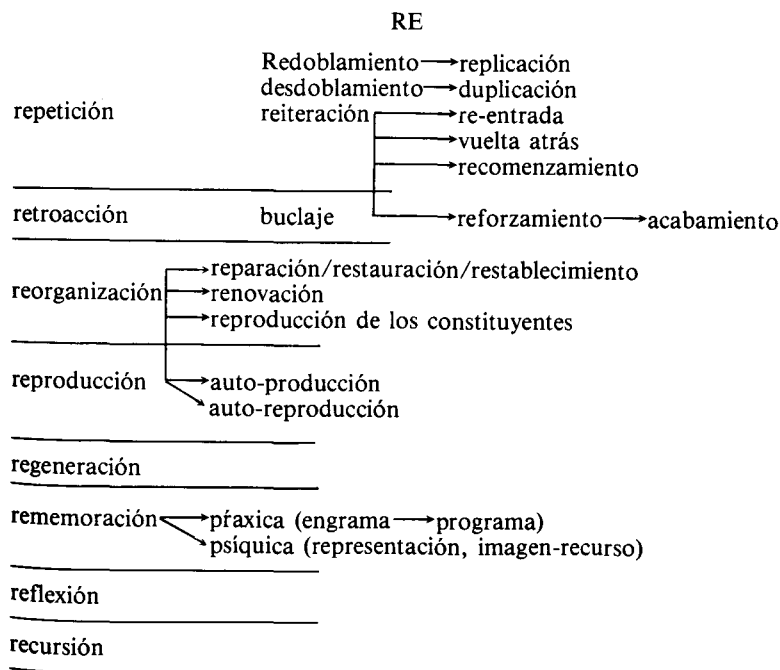 RE
Redoblamiento→replicación
desdoblamiento→duplicación
repetición reiteración→re-entrada
→vuelta atrás
→recomenzamiento
retroacción buclaje →reforzamiento→acabamiento
→reparación/restauración/restablecimiento
reorganización→renovación
→reproducción de los constituyentes
reproducción→auto-producción
auto-reproducción
regeneración
rememoración→pŕaxica (engrama→programa)
psíquica (representación, imagen-recurso)
reflexión
recursión